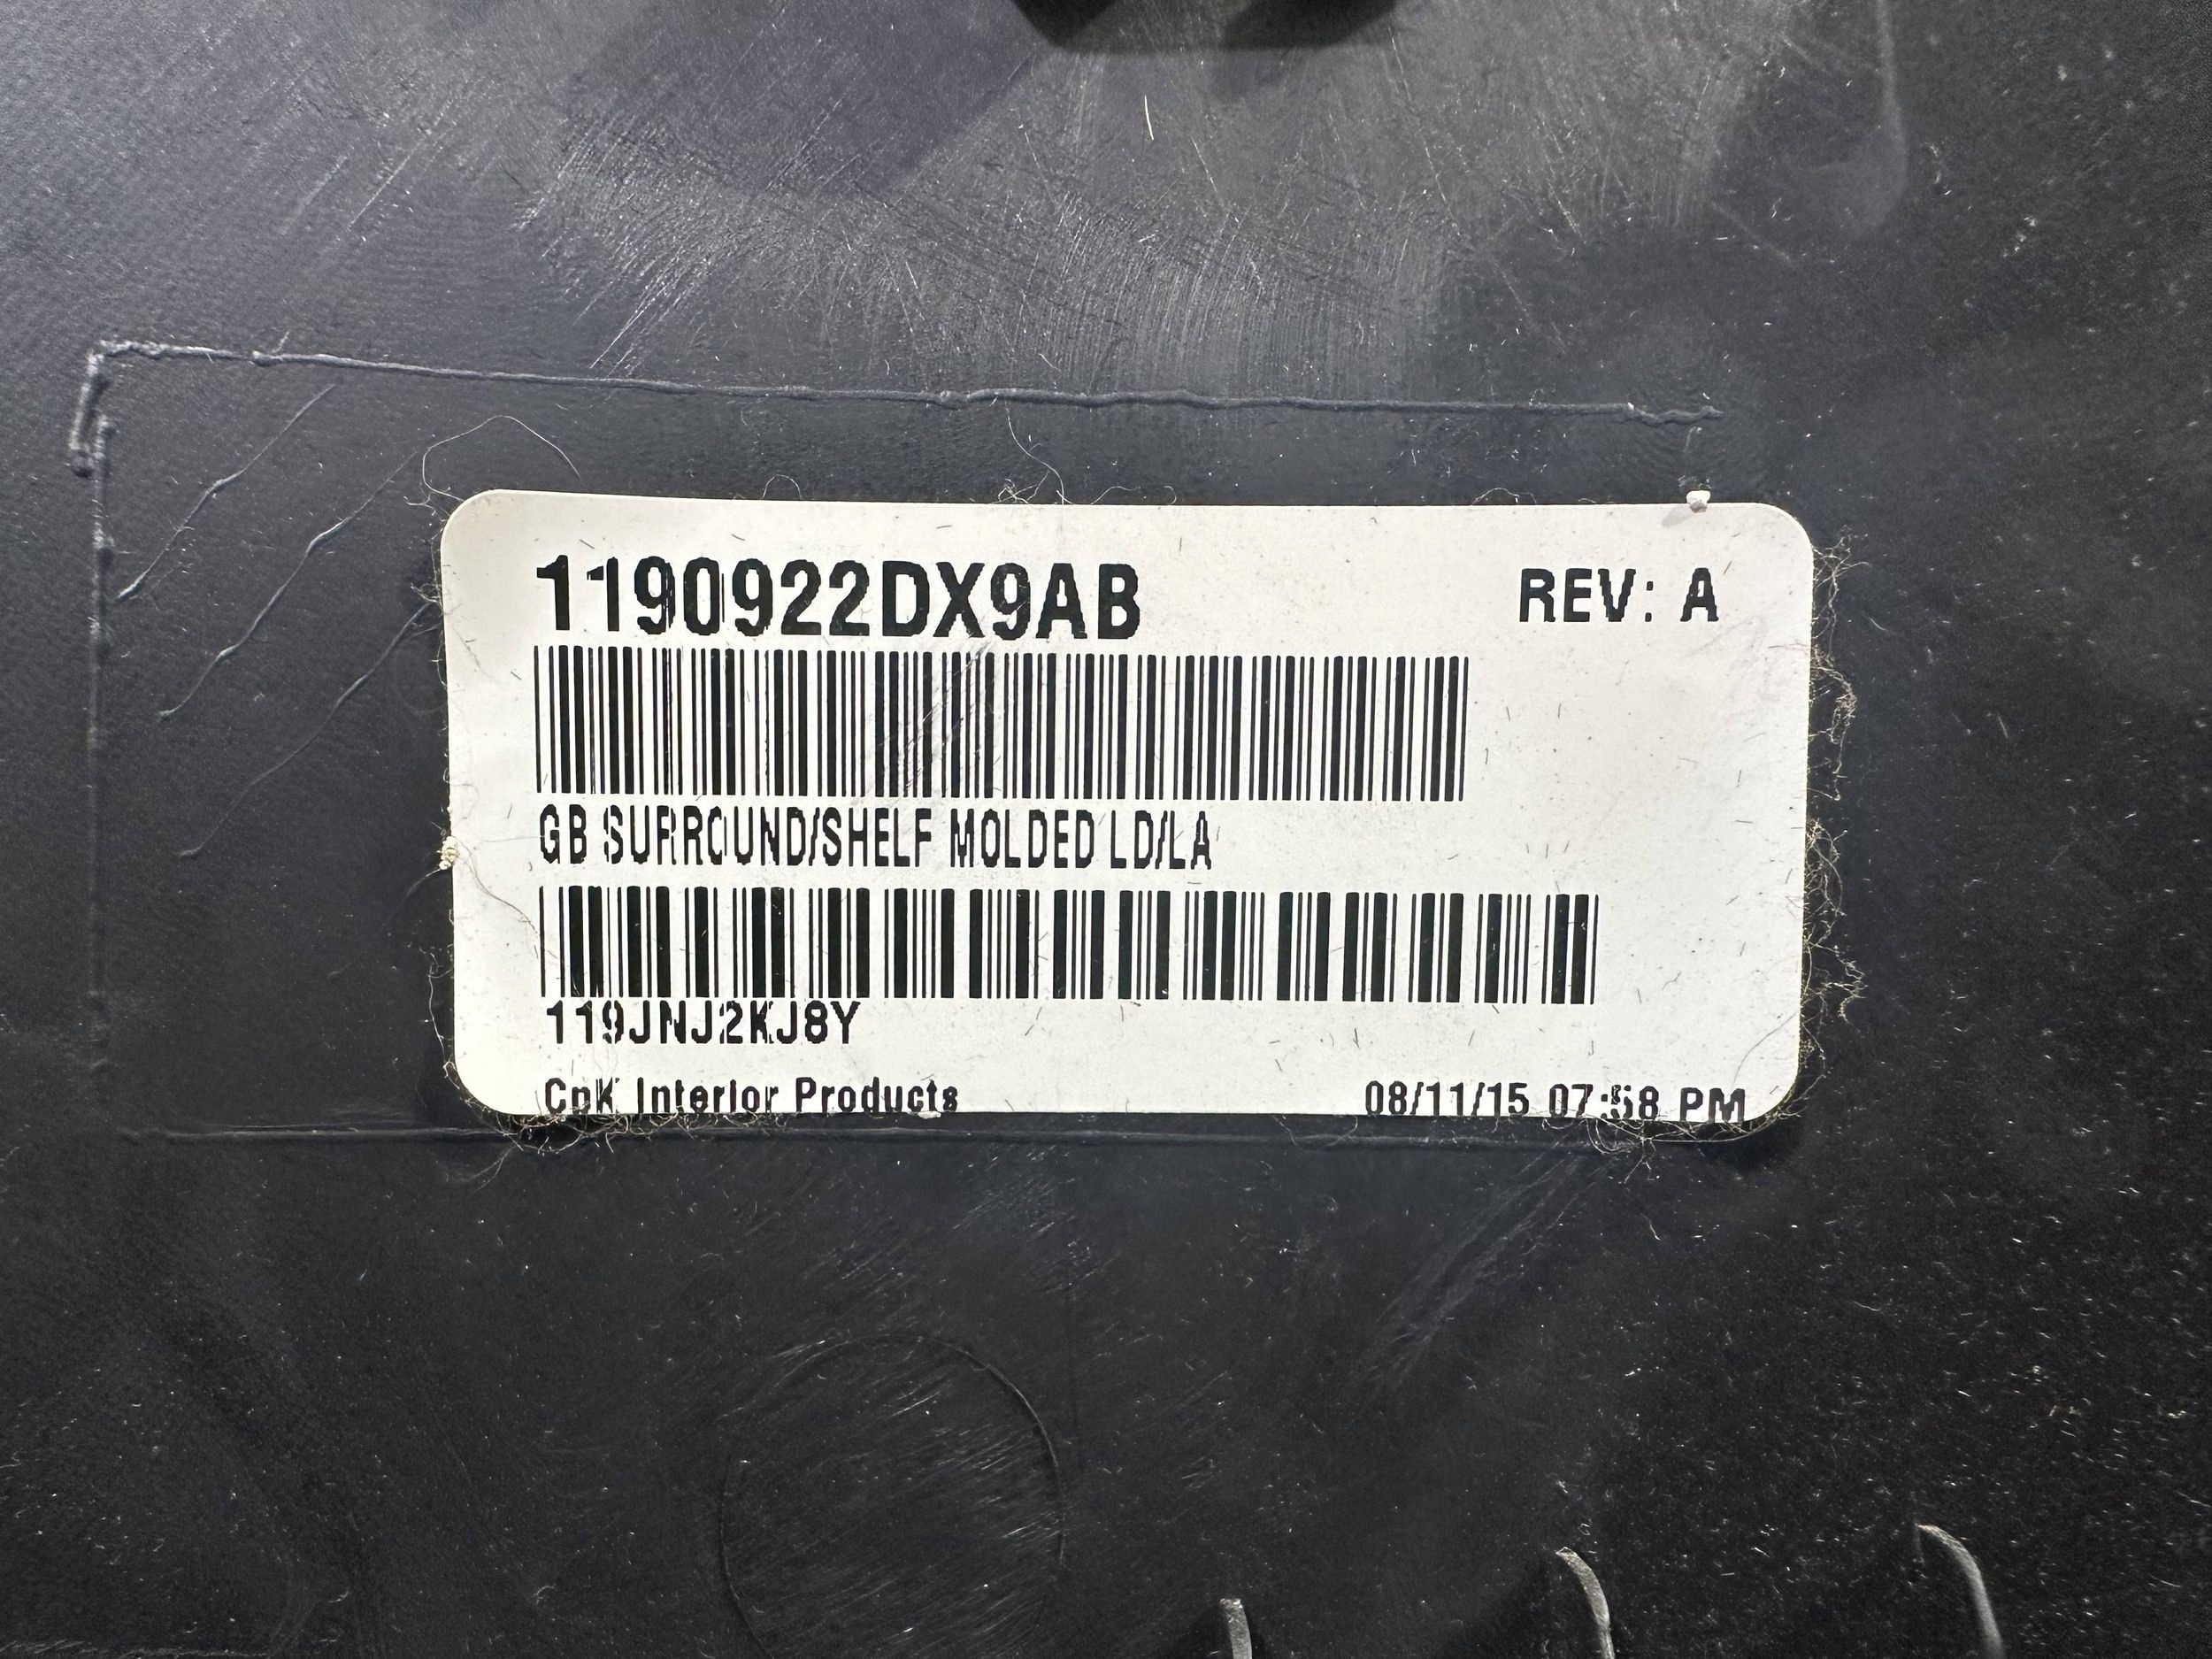 1190922DX9AB REV: A
GB SURROUND/SHELF MOLDED LD/LA
119JNJ2KJ8Y
CpK Interior Products 08/11/15 07:58 PM